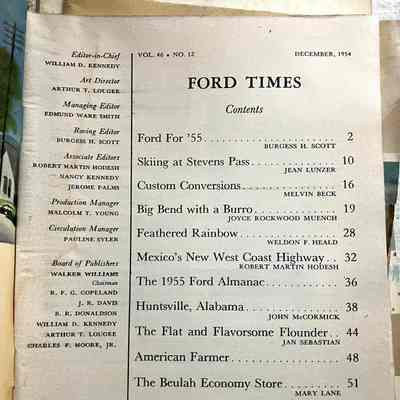 Editor-in-Chief
WILLIAM D. KENNEDY
Art Director
ARTHUR T. LOUGEE
Managing Editor
EDMUND WARE SMITH
Roving Editor
BURGESS H. SCOTT
Associate Editors
ROBERT MARTIN HODESH
NANCY KENNEDY
JEROME PALMS
Production Manager
MALCOLM T. YOUNG
Circulation Manager
PAULINE EYLER
Board of Publishers
WALKER WILLIAMS
Chairman
R. F. G. COPELAND
J. R. DAVIS
B. R. DONALDSON
WILLIAM D. KENNEDY
ARTHUR T. LOUGEE
CHARLES F. MOORE, JR.
VOL. 46 • NO. 12 DECEMBER, 1954
FORD TIMES
Contents
Ford For '55 . . . . . . . . . . . . . . . . . . . . . 2
BURGESS H. SCOTT
Skiing at Stevens Pass . . . . . . . . . . . . . 10
JEAN LUNZER
Custom Conversions . . . . . . . . . . . . . . . 16
MELVIN BECK
Big Bend with a Burro . . . . . . . . . . . . . 19
JOYCE ROCKWOOD MUENCH
Feathered Rainbow . . . . . . . . . . . . . . . 28
WELDON F. HEALD
Mexico's New West Coast Highway . . 32
ROBERT MARTIN HODESH
The 1955 Ford Almanac . . . . . . . . . . . . 36
Huntsville, Alabama . . . . . . . . . . . . . . 38
JOHN McCORMICK
The Flat and Flavorsome Flounder . . 44
JAN SEBASTIAN
American Farmer . . . . . . . . . . . . . . . . 48
The Beulah Economy Store . . . . . . . . . 51
MARY LANE